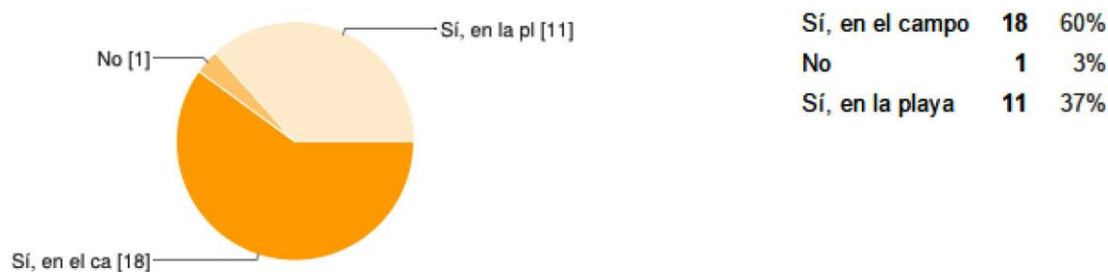 Sí, en la pl [11]
No [1]
Sí, en el ca [18]
Sí, en el campo 18 60%
No 1 3%
Sí, en la playa 11 37%